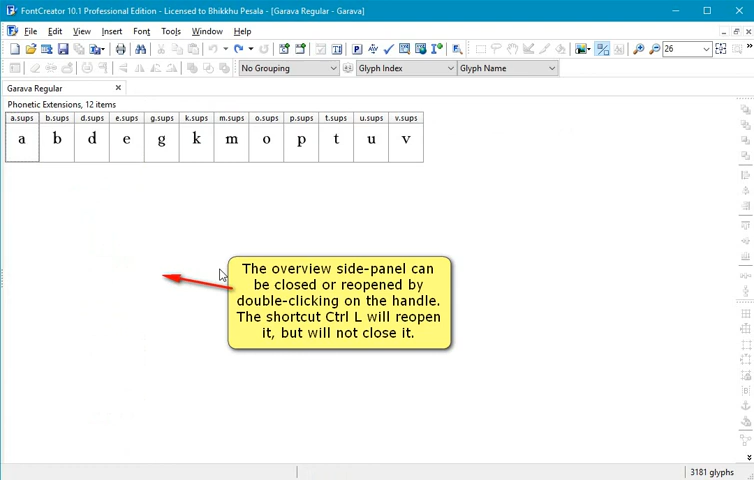 FontCreator 10.1 Professional Edition - Licensed to Bhikkhu Pesala - [Garava Regular - Garava]
File Edit View Insert Font Tools Window Help
26
No Grouping Glyph Index Glyph Name
Garava Regular
Phonetic Extensions, 12 items
a.sups b.sups d.sups e.sups g.sups k.sups m.sups o.sups p.sups t.sups u.sups v.sups
a b d e g k m o p t u v
The overview side-panel can
be closed or reopened by
double-clicking on the handle.
The shortcut Ctrl L will reopen
it, but will not close it.
3181 glyphs